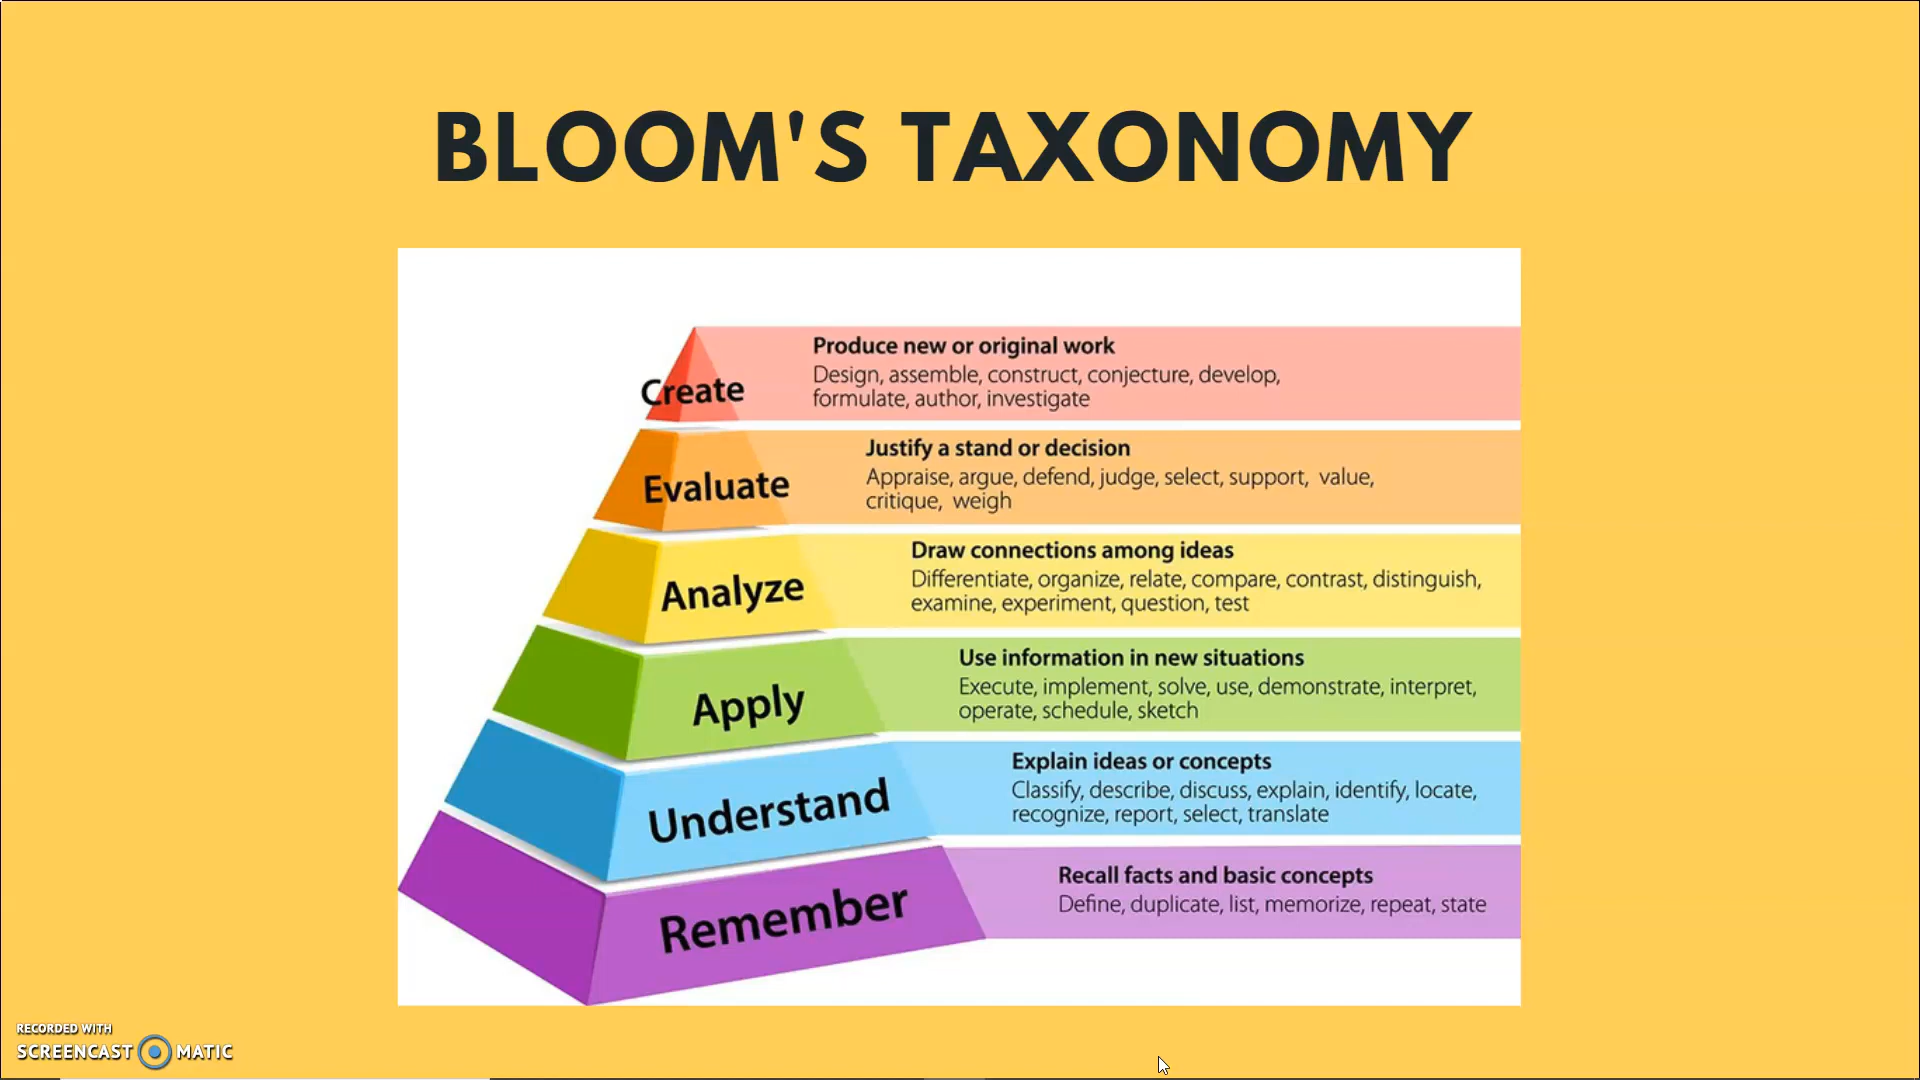 BLOOM'S TAXONOMY
Create
Produce new or original work
Design, assemble, construct, conjecture, develop,
formulate, author, investigate
Evaluate
Justify a stand or decision
Appraise, argue, defend, judge, select, support, value,
critique, weigh
Analyze
Draw connections among ideas
Differentiate, organize, relate, compare, contrast, distinguish,
examine, experiment, question, test
Apply
Use information in new situations
Execute, implement, solve, use, demonstrate, interpret,
operate, schedule, sketch
Understand
Explain ideas or concepts
Classify, describe, discuss, explain, identify, locate,
recognize, report, select, translate
Remember
Recall facts and basic concepts
Define, duplicate, list, memorize, repeat, state
RECORDED WITH
SCREENCAST MATIC